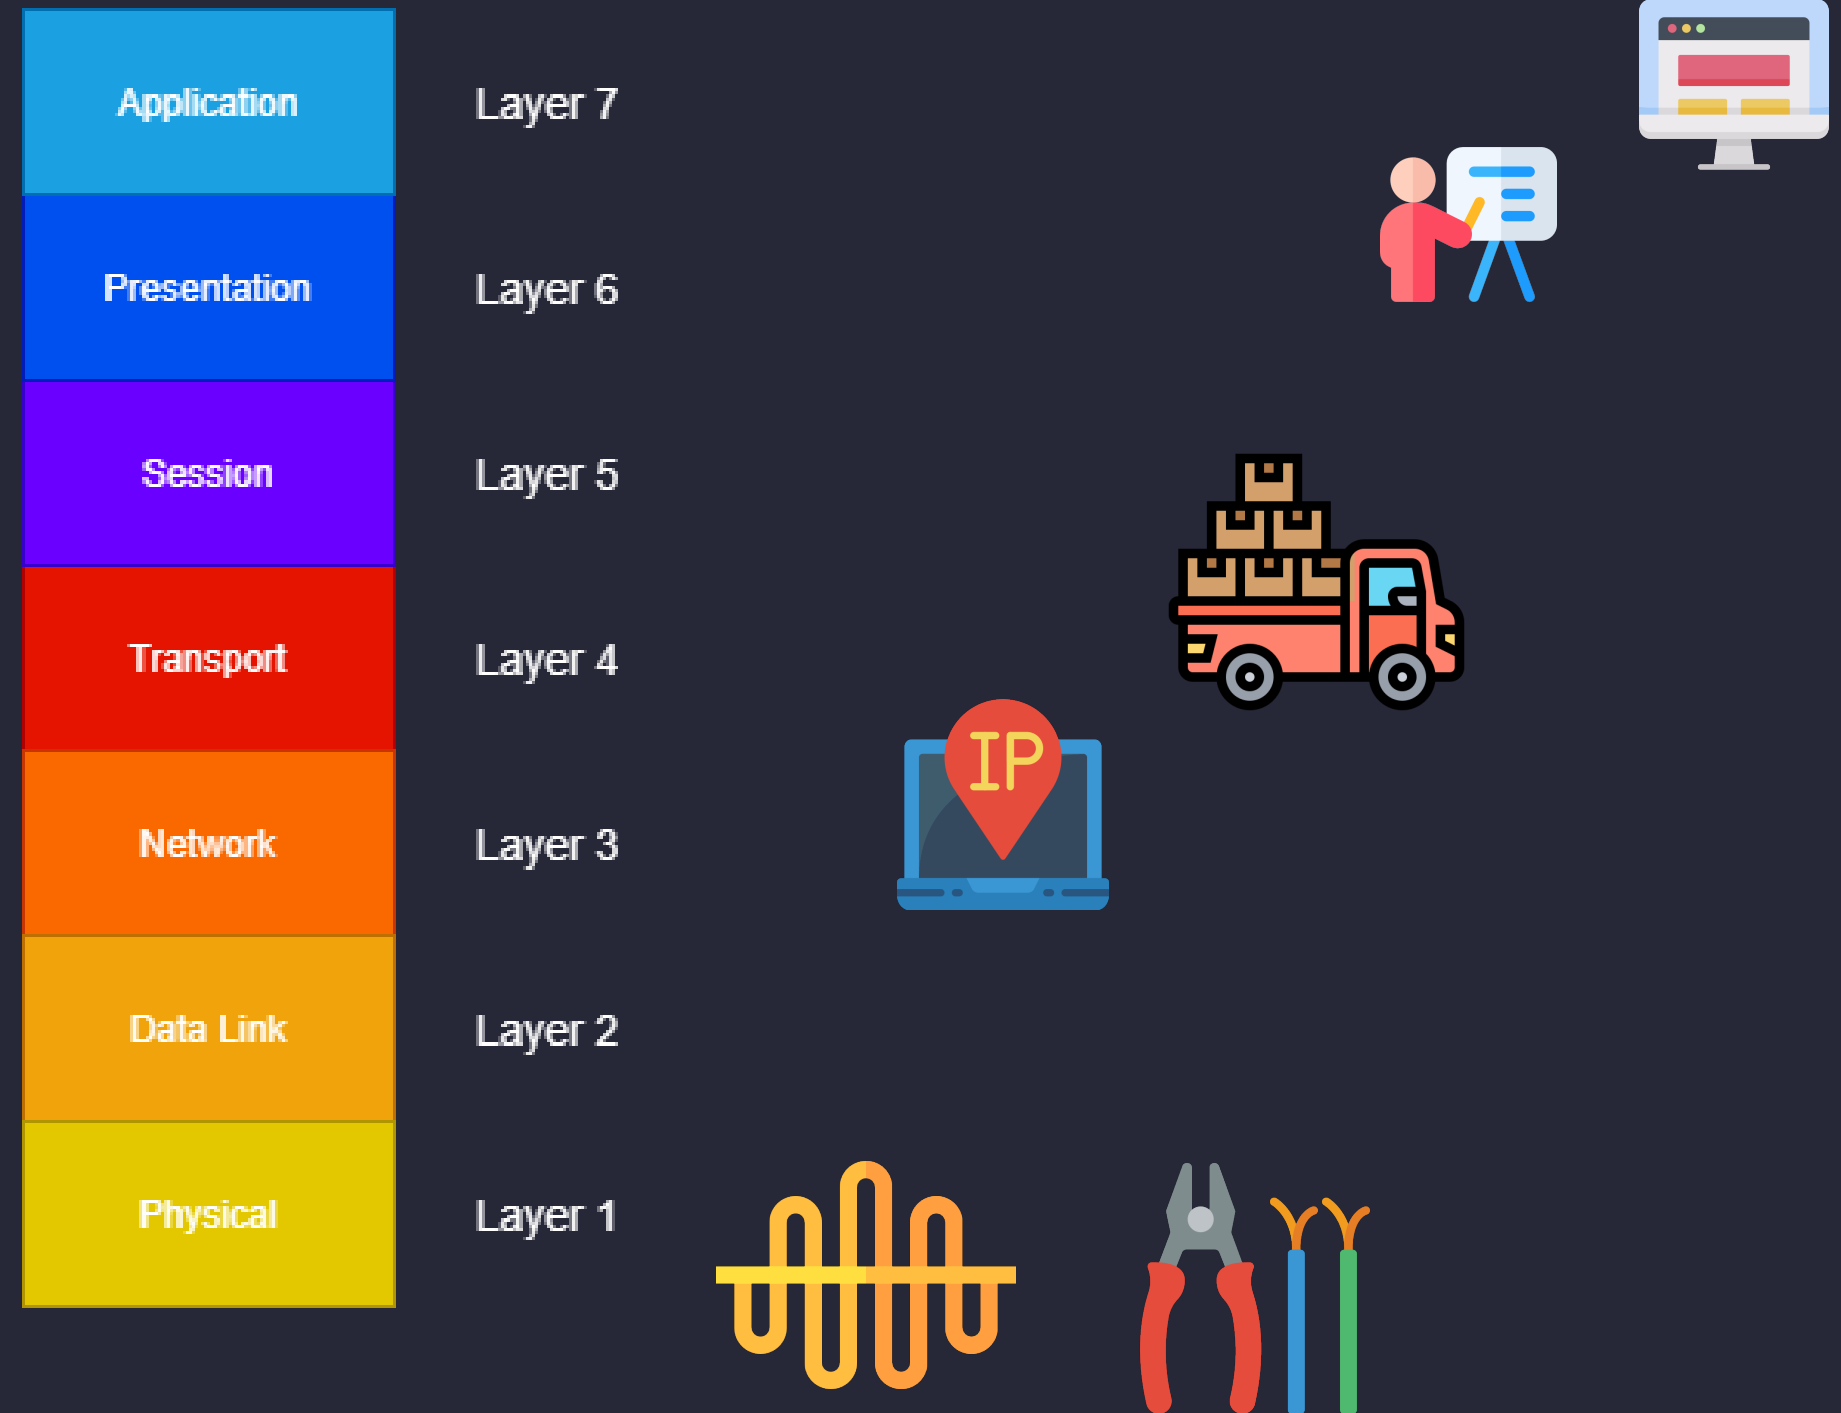 Application Layer 7
Presentation Layer 6
Session Layer 5
Transport Layer 4
IP
Network Layer 3
Data Link Layer 2
Physical Layer 1